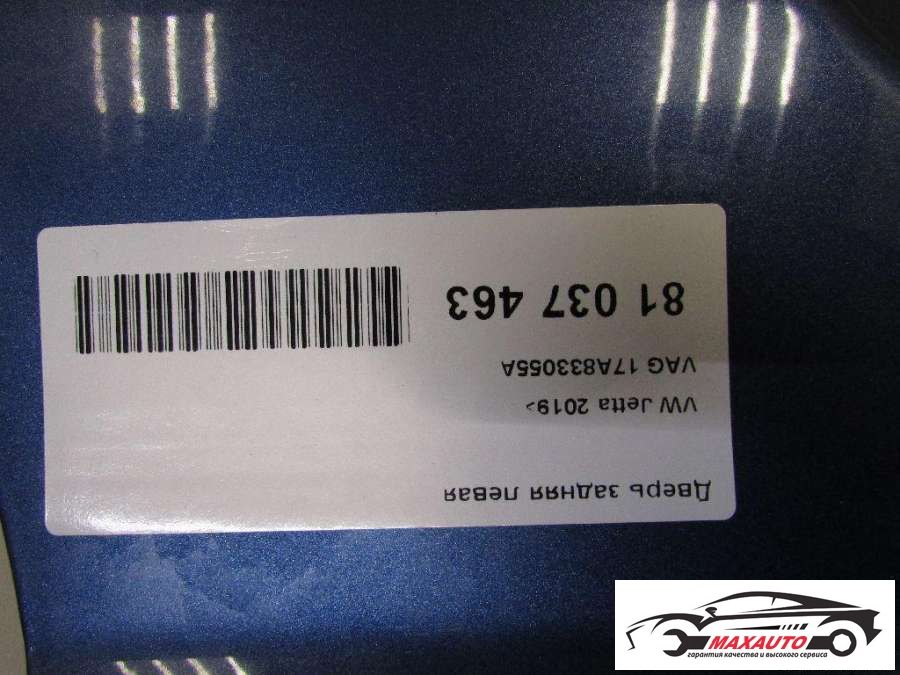 Дверь задняя левая
VW Jetta 2019>
VAG 17A833055A
81 037 463
MAXAUTO
гарантия качества и высокого сервиса